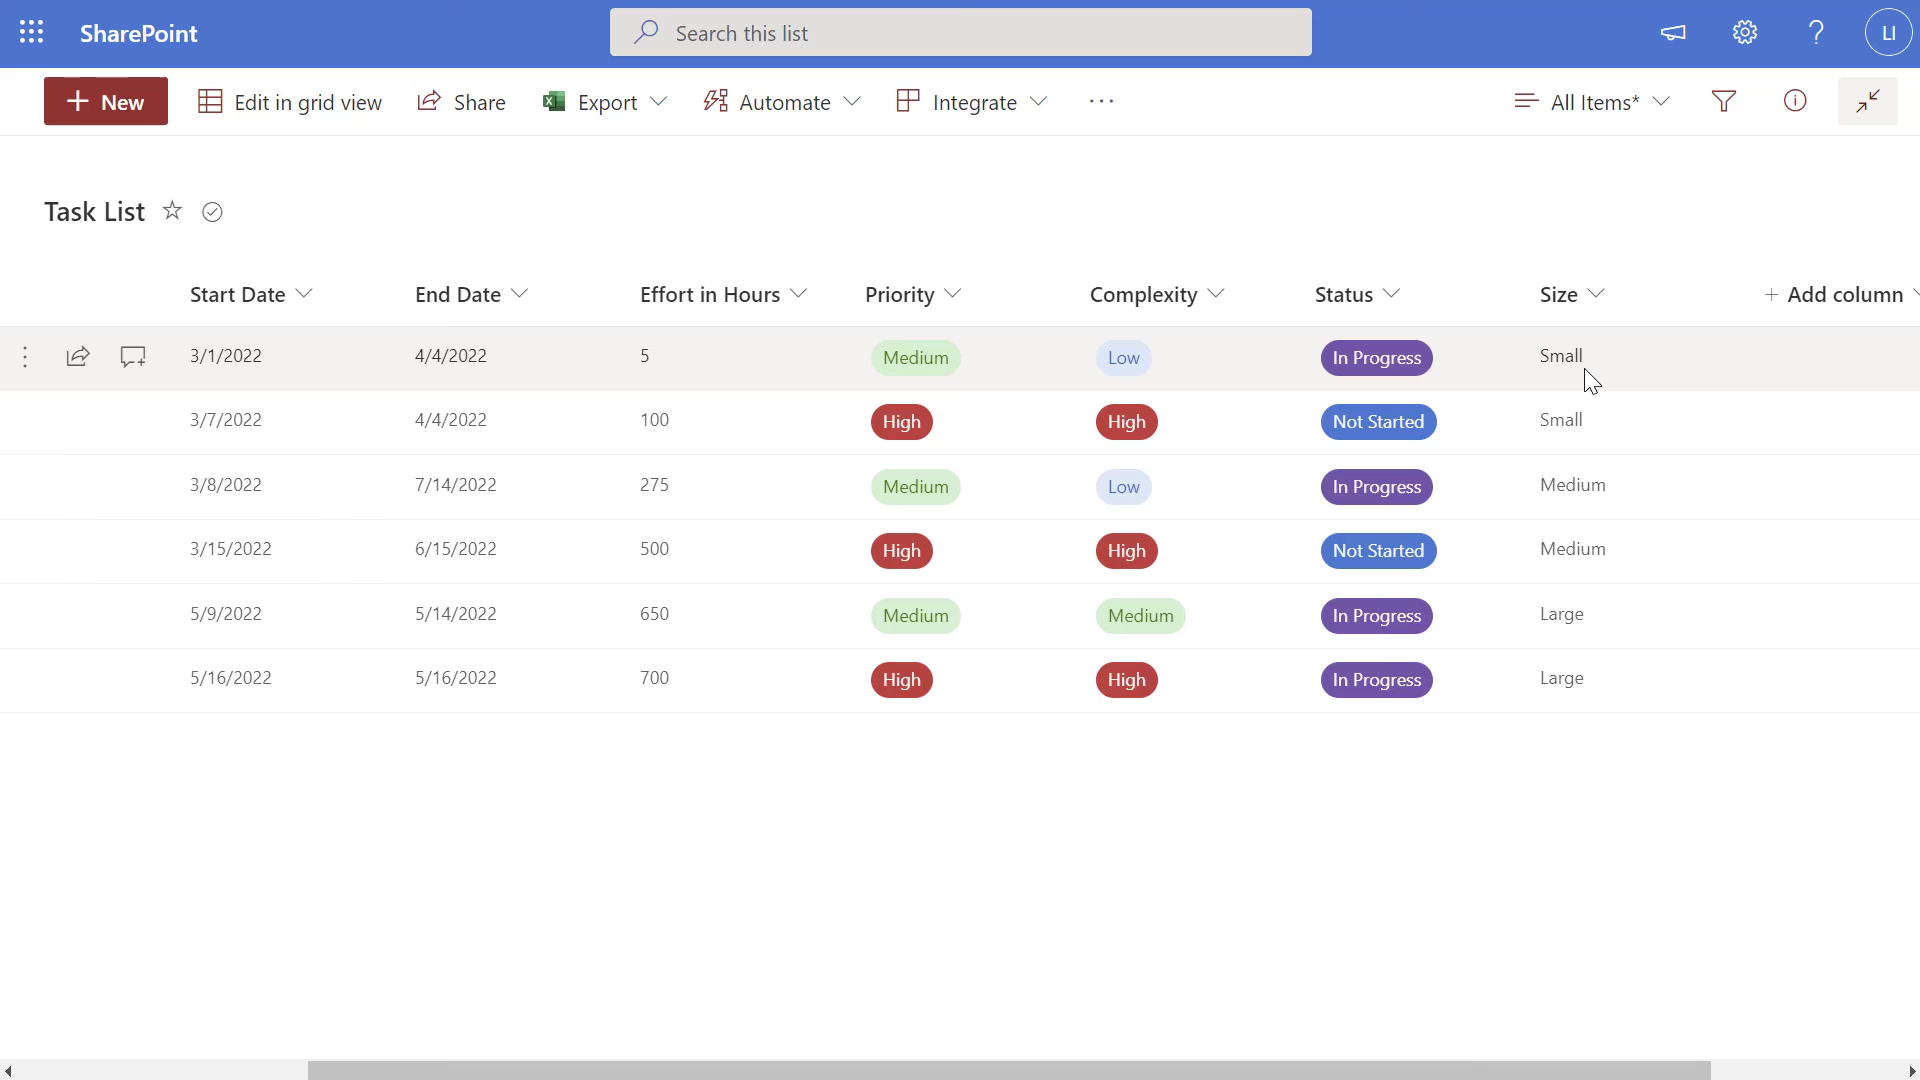 SharePoint
Search this list
LI
New
Edit in grid view
Share
Export
Automate
Integrate
All Items*
Task List
Start Date End Date Effort in Hours Priority Complexity Status Size + Add column
3/1/2022 4/4/2022 5 Medium Low In Progress Small
3/7/2022 4/4/2022 100 High High Not Started Small
3/8/2022 7/14/2022 275 Medium Low In Progress Medium
3/15/2022 6/15/2022 500 High High Not Started Medium
5/9/2022 5/14/2022 650 Medium Medium In Progress Large
5/16/2022 5/16/2022 700 High High In Progress Large